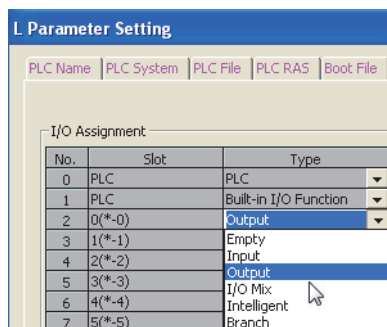 L Parameter Setting
PLC Name PLC System PLC File PLC RAS Boot File
I/O Assignment
No. Slot Type
0 PLC PLC
1 PLC Built-in I/O Function
2 0(*-0) Output
3 1(*-1) Empty
4 2(*-2) Input
Output
5 3(*-3) I/O Mix
6 4(*-4) Intelligent
7 5(*-5) Branch